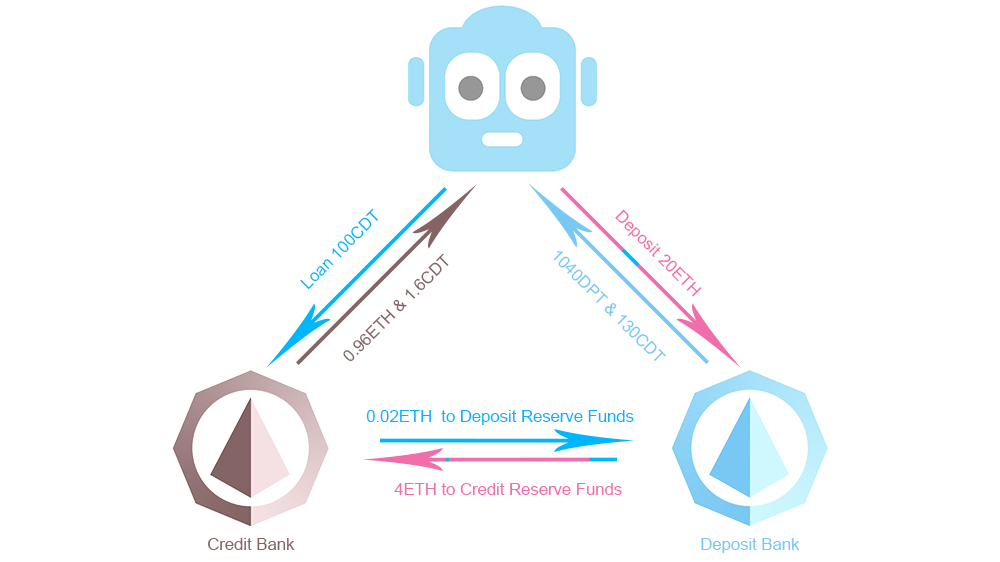 Loan 100CDT
0.96ETH & 1.6CDT
Deposit 20ETH
1040DPT & 130CDT
0.02ETH to Deposit Reserve Funds
4ETH to Credit Reserve Funds
Credit Bank
Deposit Bank